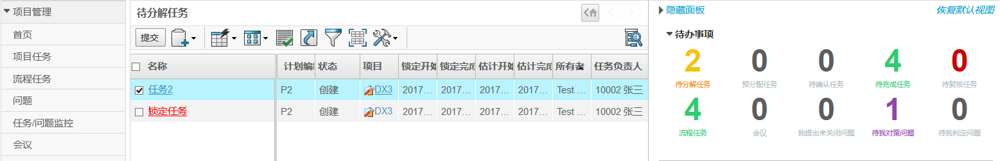 项目管理
首页
项目任务
流程任务
问题
任务/问题监控
会议
待分解任务
提交
名称 计划编 状态 项目 锁定开始 锁定完成 估计开始 估计完成 所有者 任务负责人
任务2 P2 创建 DX3 2017... 2017... 2017... 2017... Test ... 10002 张三
锁定任务 P2 创建 DX3 2017... 2017... 2017... 2017... Test ... 10002 张三
隐藏面板 恢复默认视图
待办事项
2 0 0 4 0
待分解任务 预分配任务 待确认任务 待完成任务 待复核任务
4 0 0 1 0
流程任务 会议 我提出未关闭问题 待我对策问题 待我判定问题